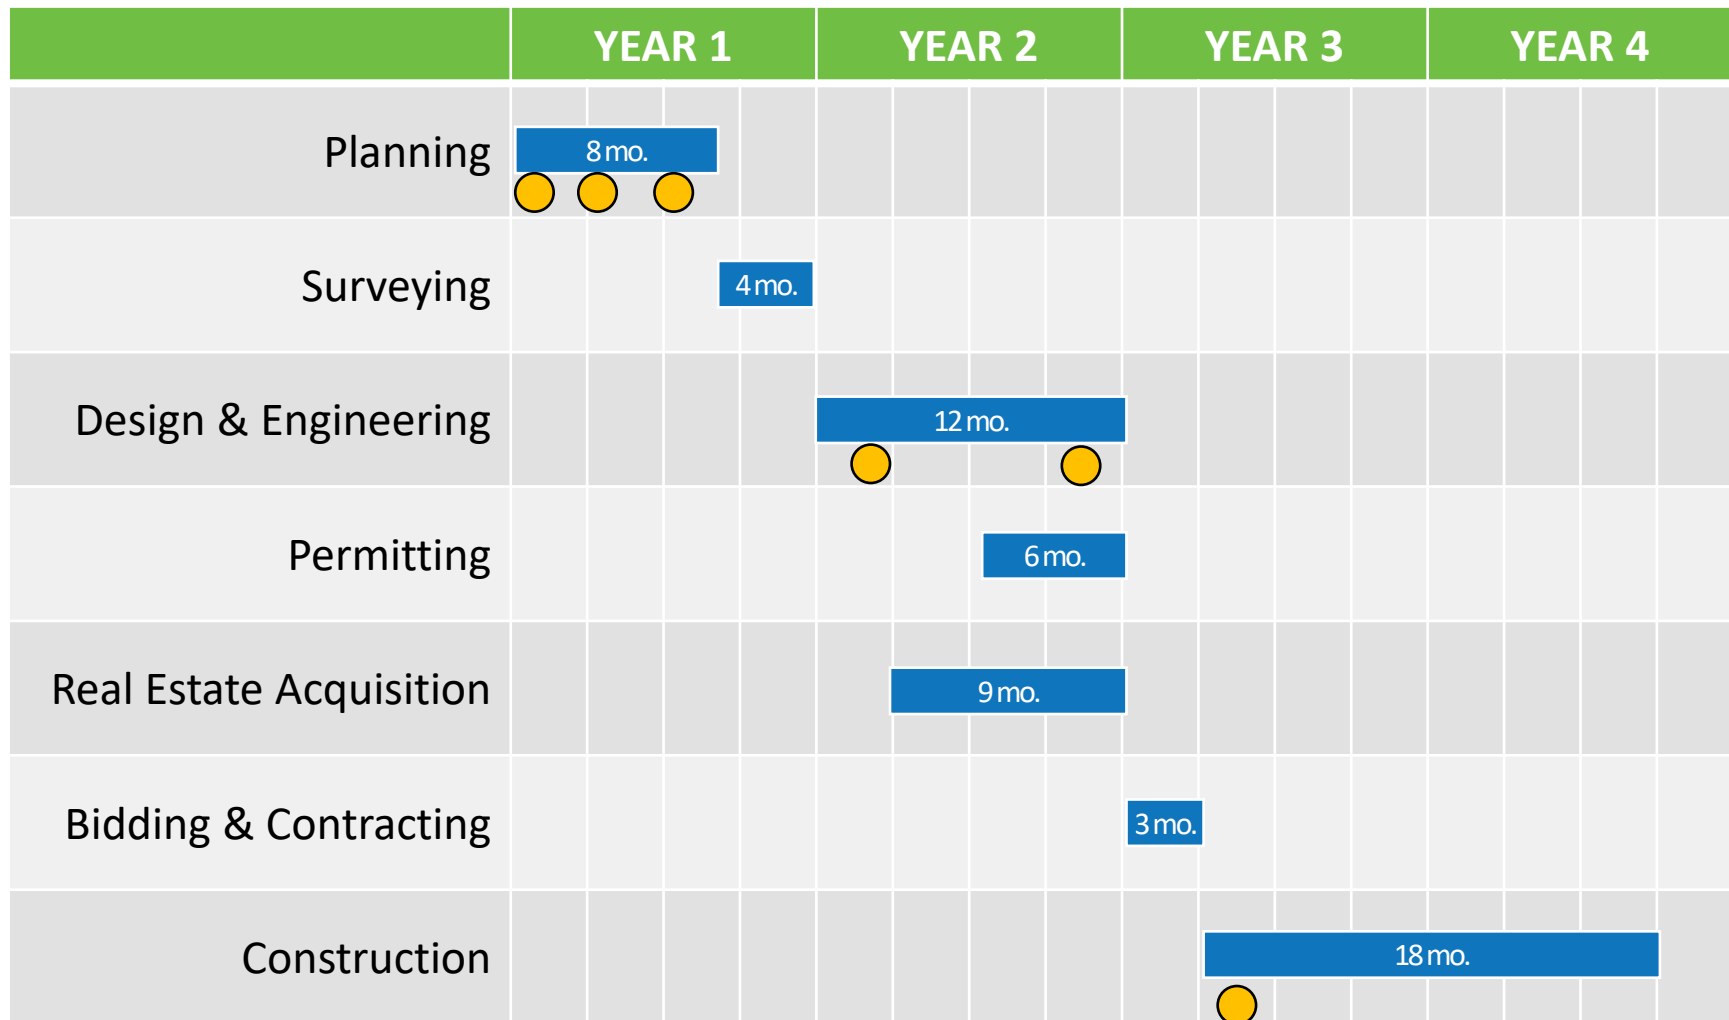 YEAR 1 YEAR 2 YEAR 3 YEAR 4
Planning 8 mo.
Surveying 4 mo.
Design & Engineering 12 mo.
Permitting 6 mo.
Real Estate Acquisition 9 mo.
Bidding & Contracting 3 mo.
Construction 18 mo.